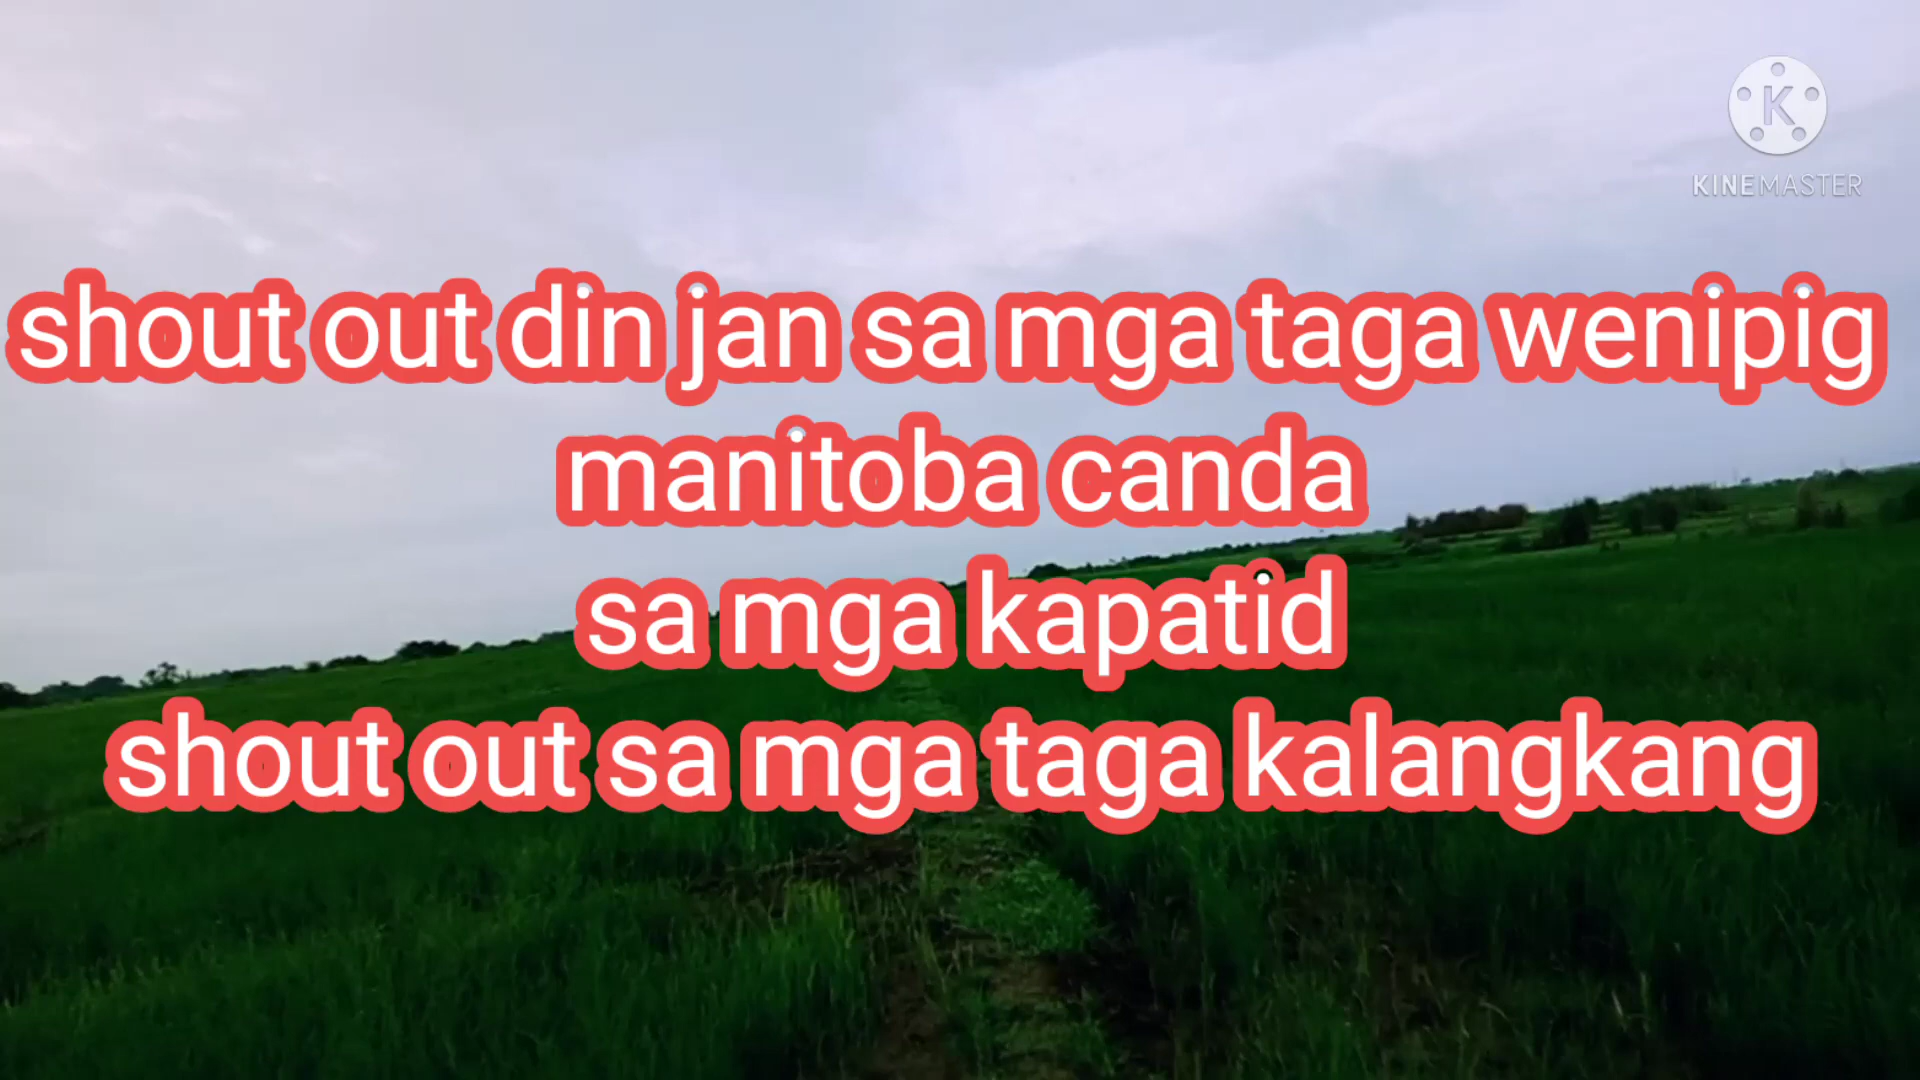 KINEMASTER
shout out din jan sa mga taga wenipig
manitoba canda
sa mga kapatid
shout out sa mga taga kalangkang